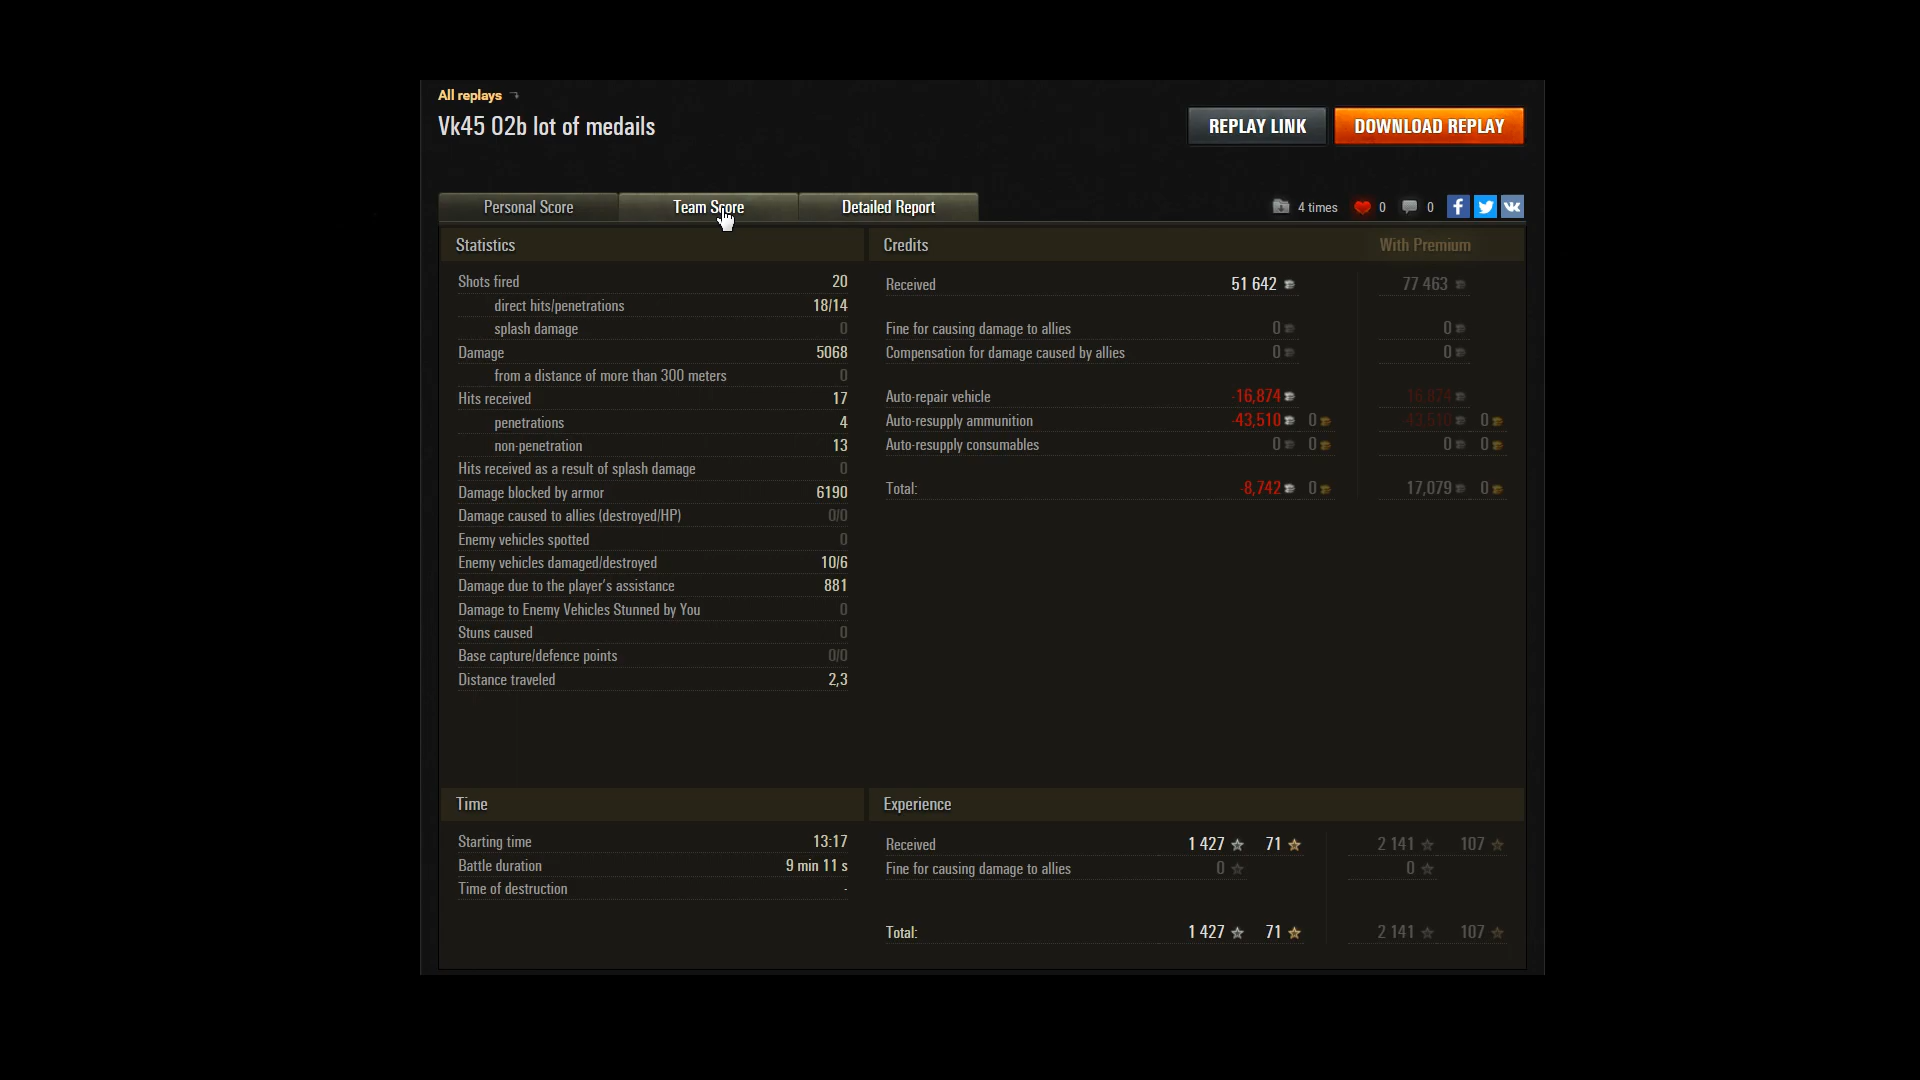 All replays
Vk45 02b lot of medails
REPLAY LINK DOWNLOAD REPLAY
Personal Score Team Score Detailed Report 4 times 0 0
Statistics
Shots fired 20
direct hits/penetrations 18/14
splash damage 0
Damage 5068
from a distance of more than 300 meters 0
Hits received 17
penetrations 4
non-penetration 13
Hits received as a result of splash damage 0
Damage blocked by armor 6190
Damage caused to allies (destroyed/HP) 0/0
Enemy vehicles spotted 0
Enemy vehicles damaged/destroyed 10/6
Damage due to the player's assistance 881
Damage to Enemy Vehicles Stunned by You 0
Stuns caused 0
Base capture/defence points 0/0
Distance traveled 2,3
Credits With Premium
Received 51 642 77 463
Fine for causing damage to allies 0 0
Compensation for damage caused by allies 0 0
Auto-repair vehicle -16,874 16,874
Auto-resupply ammunition -43,510 0 -43,510 0
Auto-resupply consumables 0 0 0 0
Total: -8,742 0 17,079 0
Time
Starting time 13:17
Battle duration 9 min 11 s
Time of destruction -
Experience
Received 1 427 71 2 141 107
Fine for causing damage to allies 0 0
Total: 1 427 71 2 141 107